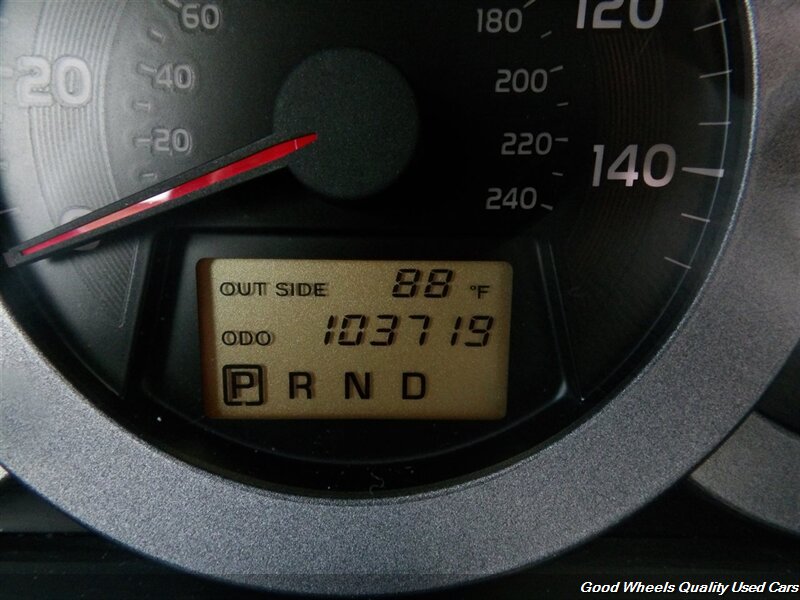 60 180 120
20 40 200
20 220 140
0 240
OUT SIDE 88 °F
ODO 103719
P R N D
Good Wheels Quality Used Cars